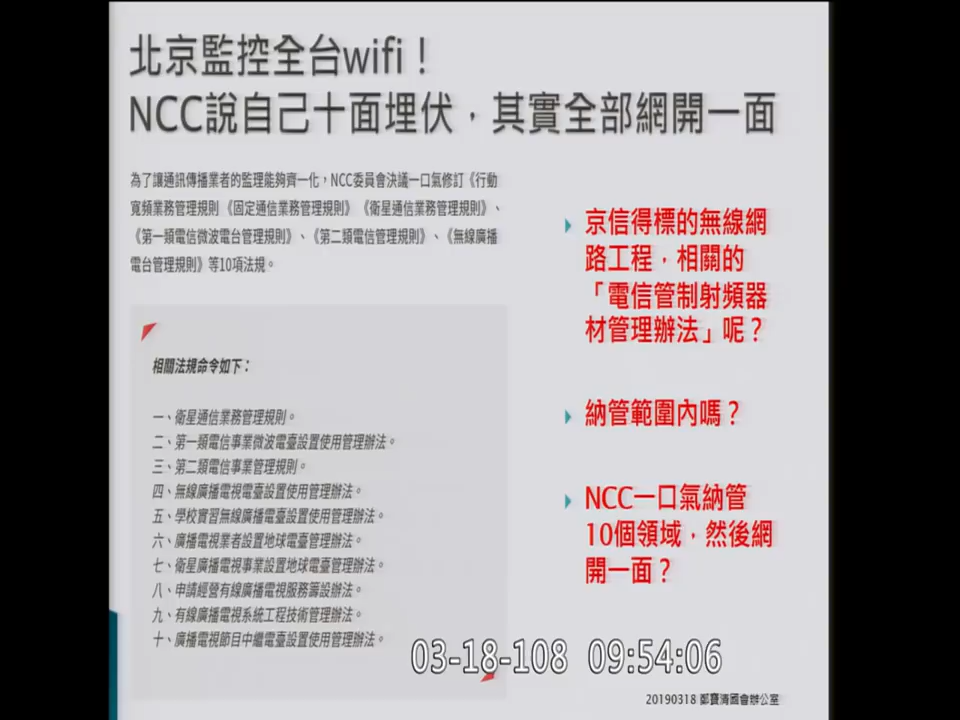 北京監控全台wifi！
NCC說自己十面埋伏，其實全部網開一面
為了讓通訊傳播業者的監理能夠齊一化，NCC委員會決議一口氣修訂《行動
寬頻業務管理規則 《固定通信業務管理規則》 《衛星通信業務管理規則》、
《第一類電信微波電台管理規則》、《第二類電信管理規則》、《無線廣播
電台管理規則》等10項法規。
相關法規命令如下：
一、衛星通信業務管理規則。
二、第一類電信事業微波電臺設置使用管理辦法。
三、第二類電信事業管理規則。
四、無線廣播電視電臺設置使用管理辦法。
五、學校實習無線廣播電臺設置使用管理辦法。
六、廣播電視業者設置地球電臺管理辦法。
七、衛星廣播電視事業設置地球電臺管理辦法。
八、申請經營有線廣播電視服務籌設辦法。
九、有線廣播電視系統工程技術管理辦法。
十、廣播電視節目中繼電臺設置使用管理辦法。
京信得標的無線網
路工程，相關的
「電信管制射頻器
材管理辦法」呢？
納管範圍內嗎？
NCC一口氣納管
10個領域，然後網
開一面？
03-18-108 09:54:06
20190318 鄭寶清國會辦公室